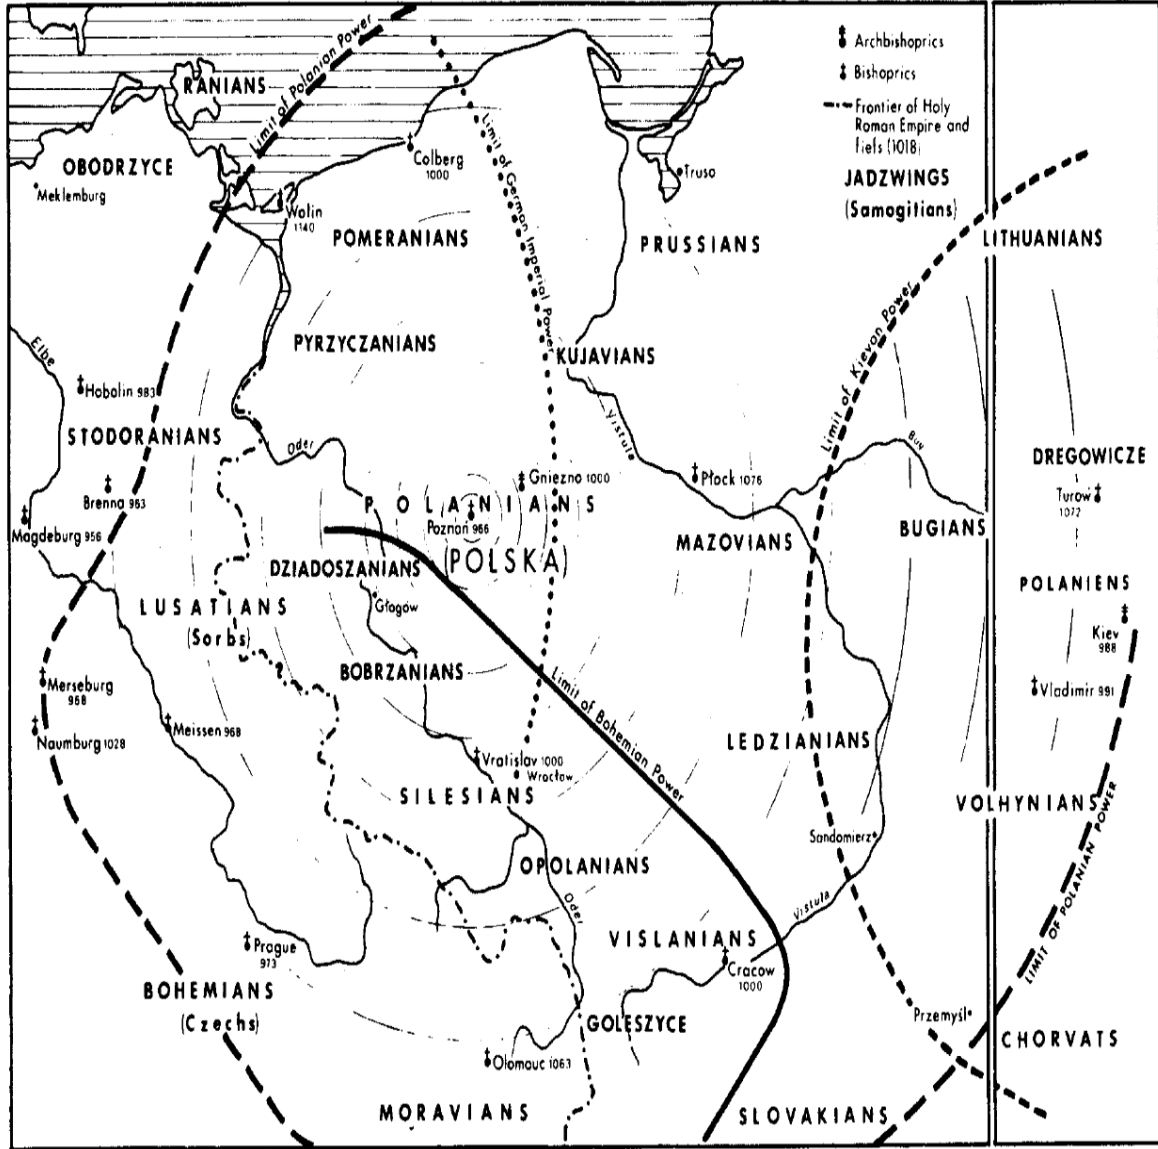 Archbishoprics
Bishoprics
Frontier of Holy
Roman Empire and
fiefs (1018)
Limit of Polanian Power
RANIANS
OBODRZYCE
Meklemburg
Colberg
1000
Wolin
1140
Truso
JADZWINGS
(Samogitians)
POMERANIANS
PRUSSIANS
LITHUANIANS
Limit of German Imperial Power
Limit of Kievan Power
PYRZYCZANIANS
KUJAVIANS
Elbe
Hobolin 983
STODORANIANS
Oder
Vistula
Buy
DREGOWICZE
Brenna 963
Gniezno 1000
Płock 1076
Turow
1072
POLANIANS
Poznań 966
(POLSKA)
Magdeburg 956
MAZOVIANS
BUGIANS
DZIADOSZANIANS
Głogów
LUSATIANS
(Sorbs)
POLANIENS
Kiev
988
BOBRZANIANS
Merseburg
968
Vladimir 991
Limit of Bohemian Power
Naumburg 1028
Meissen 968
LEDZIANIANS
Vratislav 1000
Wrocław
SILESIANS
VOLHYNIANS
Sandomierz
OPOLANIANS
LIMIT OF POLANIAN POWER
Oder
Vistula
VISLANIANS
Prague
973
Cracow
1000
BOHEMIANS
(Czechs)
GOLESZYCE
Przemyśl
CHORVATS
Ołomouc 1063
MORAVIANS
SLOVAKIANS